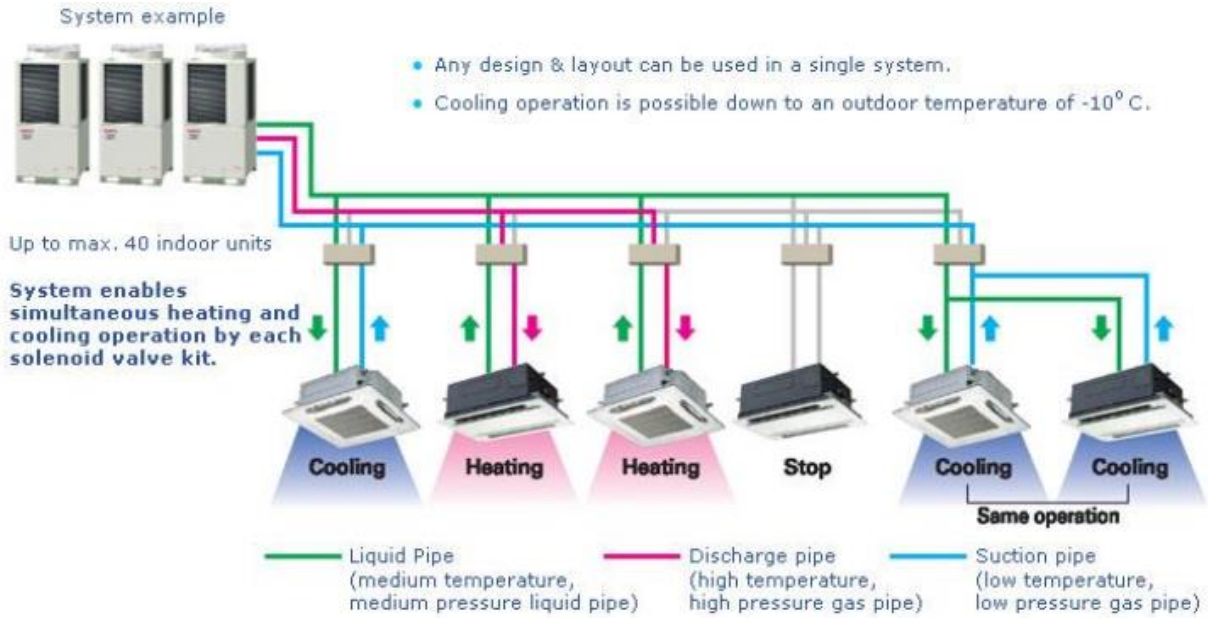 System example
Any design & layout can be used in a single system.
Cooling operation is possible down to an outdoor temperature of -10° C.
Up to max. 40 indoor units
System enables
simultaneous heating and
cooling operation by each
solenoid valve kit.
Cooling
Heating
Heating
Stop
Cooling
Cooling
Same operation
Liquid Pipe
(medium temperature,
medium pressure liquid pipe)
Discharge pipe
(high temperature,
high pressure gas pipe)
Suction pipe
(low temperature,
low pressure gas pipe)